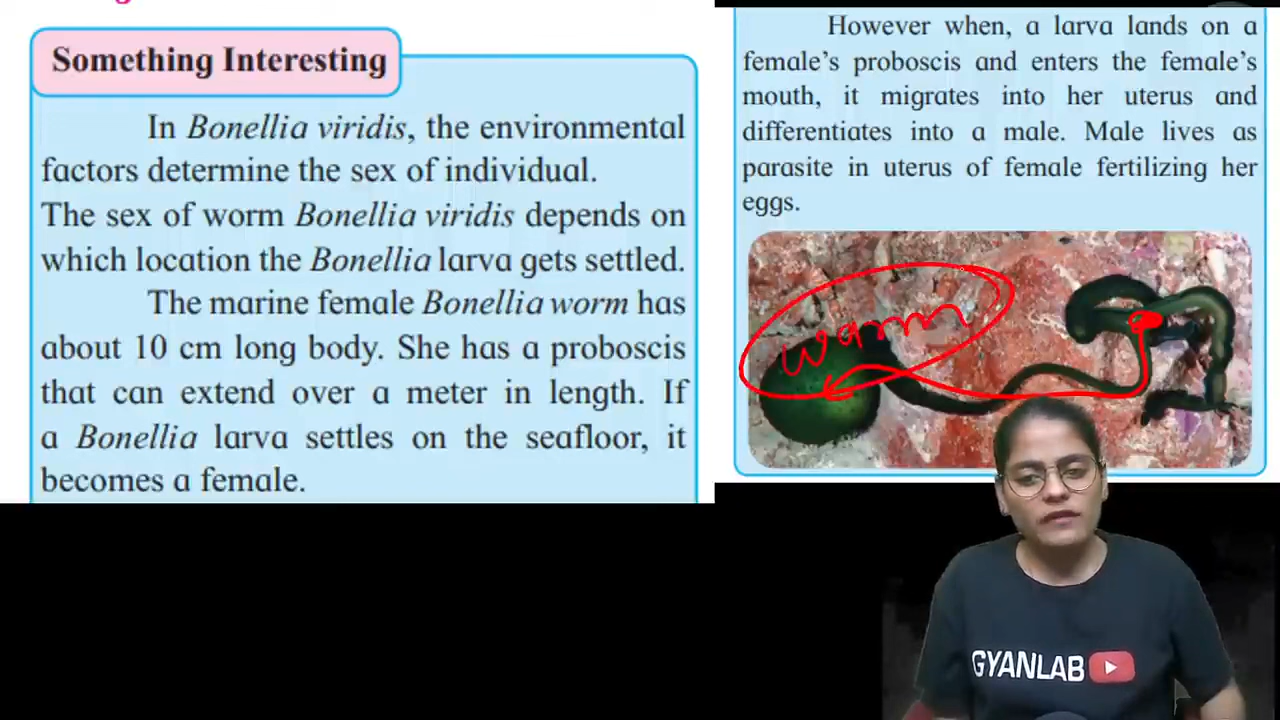 Something Interesting
In Bonellia viridis, the environmental
factors determine the sex of individual.
The sex of worm Bonellia viridis depends on
which location the Bonellia larva gets settled.
The marine female Bonellia worm has
about 10 cm long body. She has a proboscis
that can extend over a meter in length. If
a Bonellia larva settles on the seafloor, it
becomes a female.
However when, a larva lands on a
female's proboscis and enters the female's
mouth, it migrates into her uterus and
differentiates into a male. Male lives as
parasite in uterus of female fertilizing her
eggs.
warm
GYANLAB